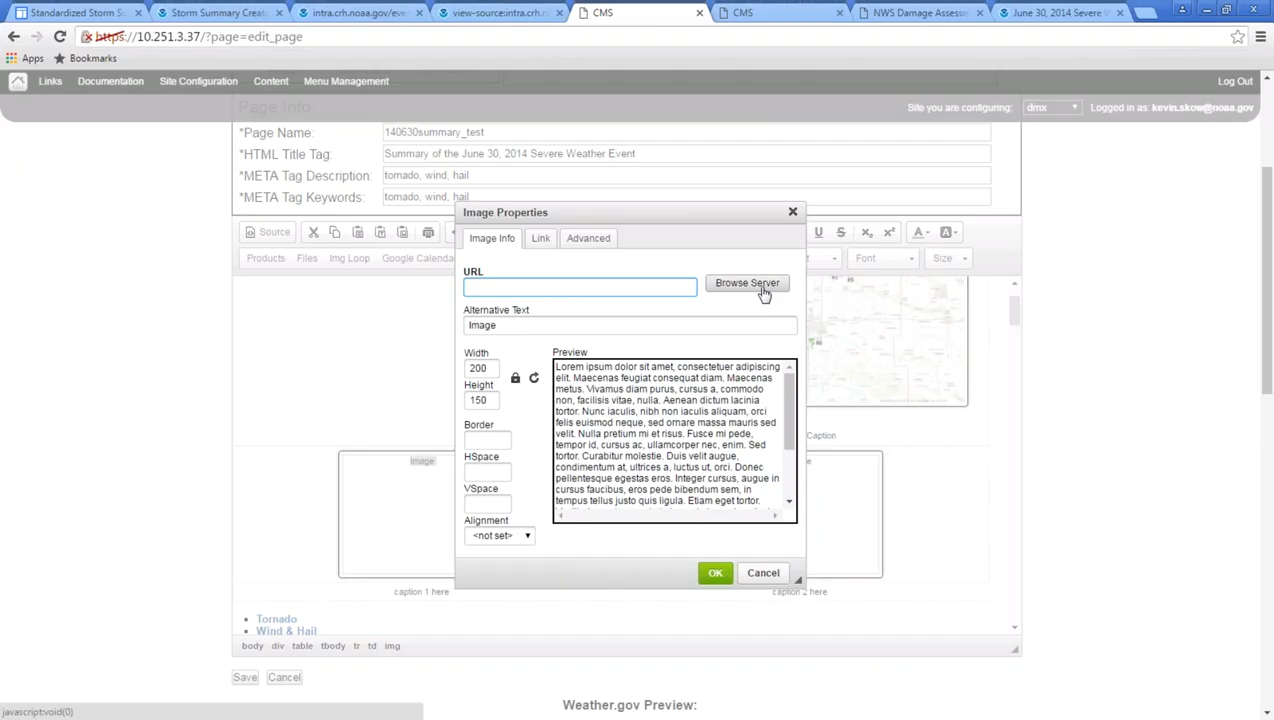 Standardized Storm Su
Storm Summary Creato
intra.crh.noaa.gov/eve
view-source:intra.crh.n
CMS
CMS
NWS Damage Assessm
June 30, 2014 Severe W
https://10.251.3.37/?page=edit_page
Apps Bookmarks
Links Documentation Site Configuration Content Menu Management Log Out
Page Info: Site you are configuring: dmx Logged in as: kevin.skow@noaa.gov
*Page Name: 140630summary_test
*HTML Title Tag: Summary of the June 30, 2014 Severe Weather Event
*META Tag Description: tornado, wind, hail
*META Tag Keywords: tornado, wind, hail
Image Properties
Source U S
Image Info Link Advanced
Products Files Img Loop Google Calenda Font Size
URL
Browse Server
Alternative Text
Image
Width
200
Height
150
Preview
Lorem ipsum dolor sit amet, consectetuer adipiscing
elit. Maecenas feugiat consequat diam. Maecenas
metus. Vivamus diam purus, cursus a, commodo
non, facilisis vitae, nulla. Aenean dictum lacinia
tortor. Nunc iaculis, nibh non iaculis aliquam, orci
felis euismod neque, sed ornare massa mauris sed
velit. Nulla pretium mi et risus. Fusce mi pede,
tempor id, cursus ac, ullamcorper nec, enim. Sed
tortor. Curabitur molestie. Duis velit augue,
condimentum at, ultrices a, luctus ut, orci. Donec
pellentesque egestas eros. Integer cursus, augue in
cursus faucibus, eros pede bibendum sem, in
tempus tellus justo quis ligula. Etiam eget tortor.
Border
HSpace
VSpace
Alignment
<not set>
Caption
Image
OK Cancel
caption 1 here caption 2 here
Tornado
Wind & Hail
body div table tbody tr td img
Save Cancel
Weather.gov Preview:
javascript:void(0)